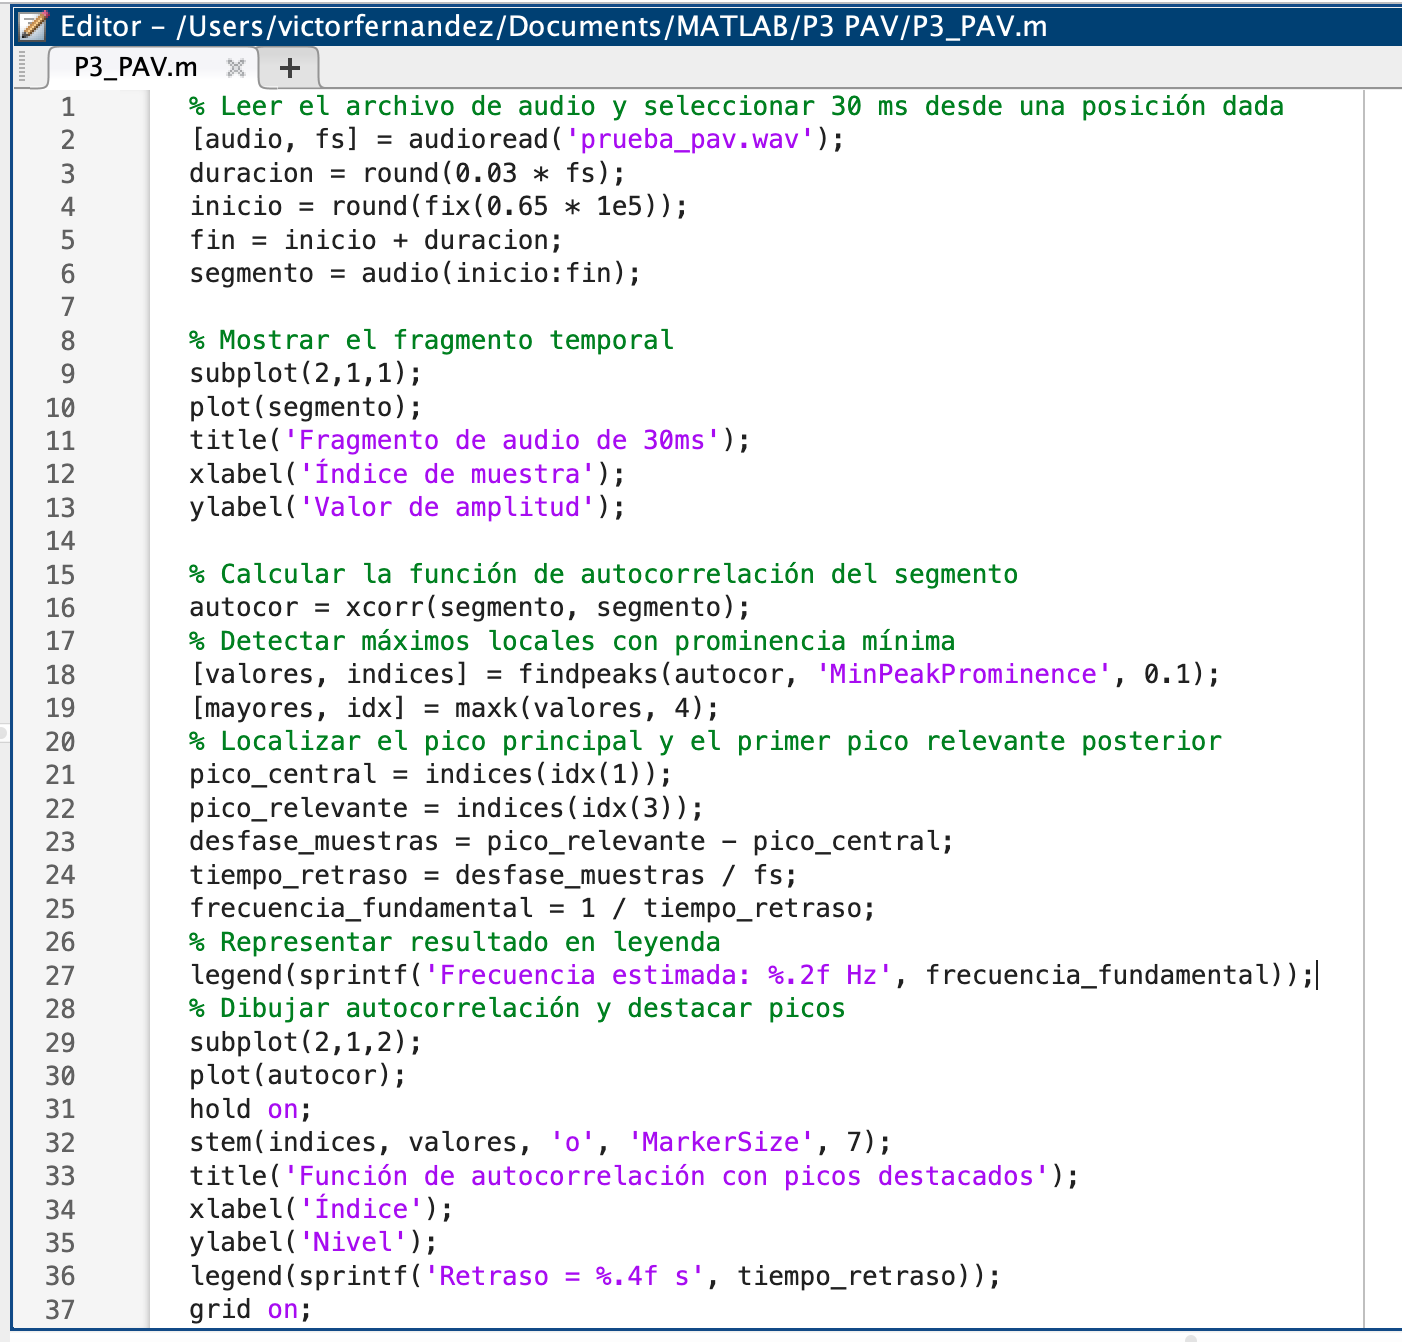 Editor – /Users/victorfernandez/Documents/MATLAB/P3 PAV/P3_PAV.m
P3_PAV.m
1 % Leer el archivo de audio y seleccionar 30 ms desde una posición dada
2 [audio, fs] = audioread('prueba_pav.wav');
3 duracion = round(0.03 * fs);
4 inicio = round(fix(0.65 * 1e5));
5 fin = inicio + duracion;
6 segmento = audio(inicio:fin);
7
8 % Mostrar el fragmento temporal
9 subplot(2,1,1);
10 plot(segmento);
11 title('Fragmento de audio de 30ms');
12 xlabel('Índice de muestra');
13 ylabel('Valor de amplitud');
14
15 % Calcular la función de autocorrelación del segmento
16 autocor = xcorr(segmento, segmento);
17 % Detectar máximos locales con prominencia mínima
18 [valores, indices] = findpeaks(autocor, 'MinPeakProminence', 0.1);
19 [mayores, idx] = maxk(valores, 4);
20 % Localizar el pico principal y el primer pico relevante posterior
21 pico_central = indices(idx(1));
22 pico_relevante = indices(idx(3));
23 desfase_muestras = pico_relevante - pico_central;
24 tiempo_retraso = desfase_muestras / fs;
25 frecuencia_fundamental = 1 / tiempo_retraso;
26 % Representar resultado en leyenda
27 legend(sprintf('Frecuencia estimada: %.2f Hz', frecuencia_fundamental));
28 % Dibujar autocorrelación y destacar picos
29 subplot(2,1,2);
30 plot(autocor);
31 hold on;
32 stem(indices, valores, 'o', 'MarkerSize', 7);
33 title('Función de autocorrelación con picos destacados');
34 xlabel('Índice');
35 ylabel('Nivel');
36 legend(sprintf('Retraso = %.4f s', tiempo_retraso));
37 grid on;